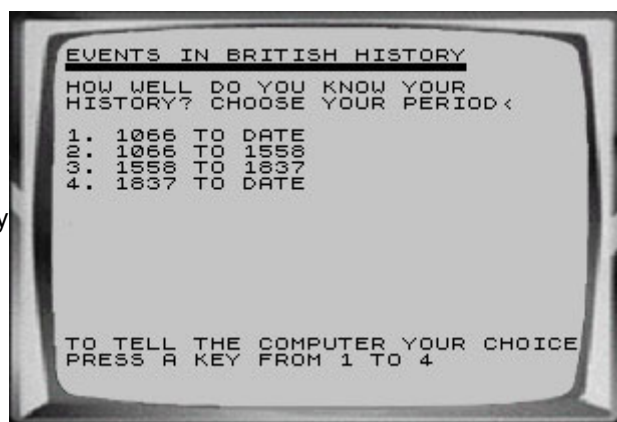 EVENTS IN BRITISH HISTORY
HOW WELL DO YOU KNOW YOUR
HISTORY? CHOOSE YOUR PERIOD<
1. 1066 TO DATE
2. 1066 TO 1558
3. 1558 TO 1837
4. 1837 TO DATE
y
TO TELL THE COMPUTER YOUR CHOICE
PRESS A KEY FROM 1 TO 4